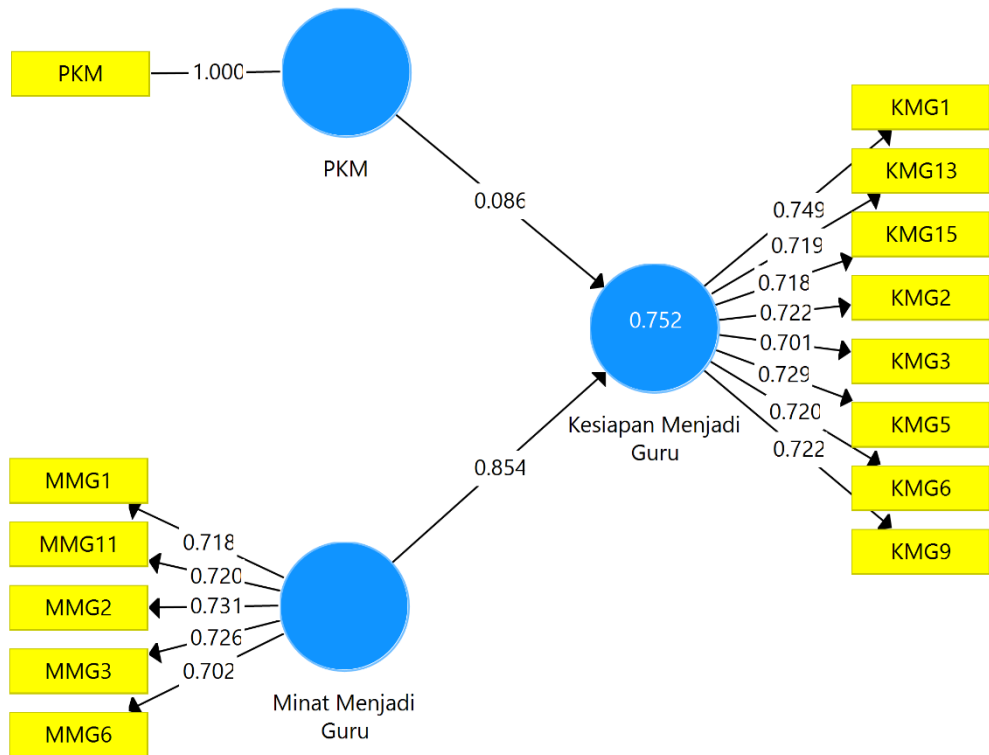 PKM
1.000
PKM
0.086
KMG1
KMG13
KMG15
KMG2
KMG3
KMG5
KMG6
KMG9
0.749
0.719
0.718
0.722
0.701
0.729
0.720
0.722
0.752
Kesiapan Menjadi
Guru
0.854
MMG1
MMG11
MMG2
MMG3
MMG6
0.718
0.720
0.731
0.726
0.702
Minat Menjadi
Guru